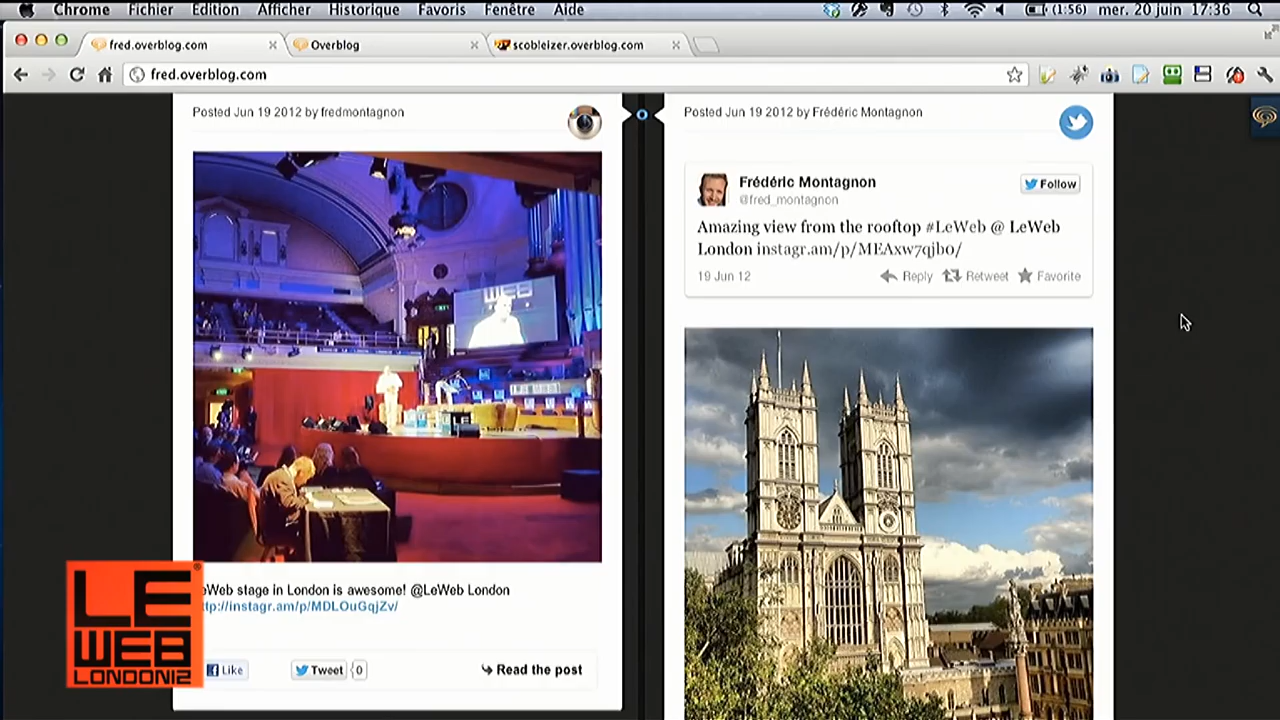 Chrome Fichier Édition Afficher Historique Favoris Fenêtre Aide (1:56) mer. 20 juin 17:36
fred.overblog.com Overblog scobleizer.overblog.com
fred.overblog.com
Posted Jun 19 2012 by fredmontagnon
WEB
eWeb stage in London is awesome! @LeWeb London
ttp://instagr.am/p/MDLOuGqjZv/
Like Tweet 0 Read the post
Posted Jun 19 2012 by Frédéric Montagnon
Frédéric Montagnon Follow
@fred_montagnon
Amazing view from the rooftop #LeWeb @ LeWeb
London instagr.am/p/MEAxw7qjb0/
19 Jun 12 Reply Retweet Favorite
LE
WEB
LONDON12